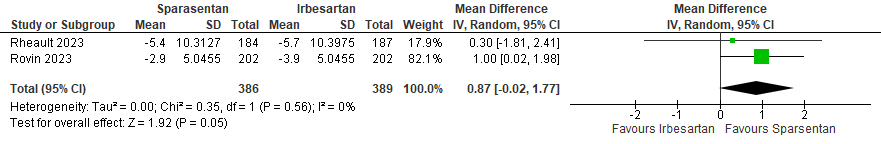 Sparasentan Irbesartan Mean Difference Mean Difference
Study or Subgroup Mean SD Total Mean SD Total Weight IV, Random, 95% CI IV, Random, 95% CI
Rheault 2023 -5.4 10.3127 184 -5.7 10.3975 187 17.9% 0.30 [-1.81, 2.41]
Rovin 2023 -2.9 5.0455 202 -3.9 5.0455 202 82.1% 1.00 [0.02, 1.98]
Total (95% CI) 386 389 100.0% 0.87 [-0.02, 1.77]
Heterogeneity: Tau² = 0.00; Chi² = 0.35, df = 1 (P = 0.56); I² = 0%
Test for overall effect: Z = 1.92 (P = 0.05)
-2 -1 0 1 2
Favours Irbesartan Favours Sparsentan